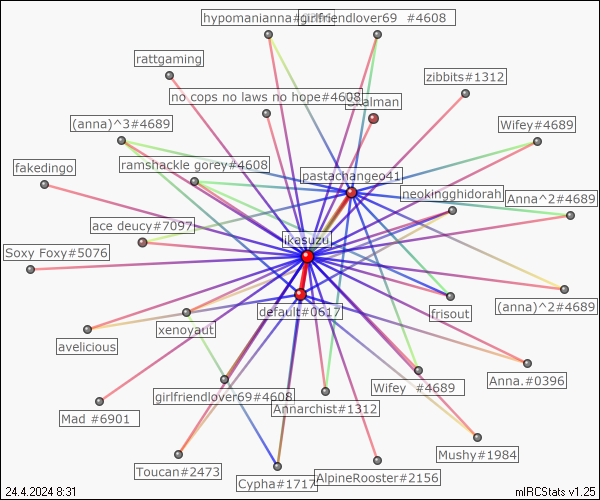 hypomanianna#
girlfriendlover69 #4608
rattgaming
zibbits#1312
no cops no laws no hope#4608
(anna)^3#4689
Wifey#4689
ramshackle gorey#4608
pastachangeo41
fakedingo
neokingghidorah
Anna^2#4689
ace deucy#7097
ikasuzu
Soxy Foxy#5076
(anna)^2#4689
default#0617
frisout
xenoyaut
avelicious
Anna.#0396
Wifey #4689
girlfriendlover69#4608
Annarchist#1312
Mad #6901
Mushy#1984
Toucan#2473
Cypha#1717
AlpineRooster#2156
24.4.2024 8:31
mIRCStats v1.25